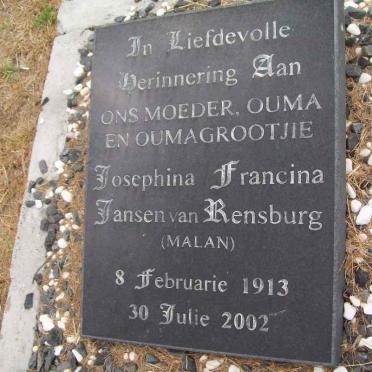 In Liefdevolle
Herinnering Aan
ONS MOEDER, OUMA
EN OUMAGROOTJIE
Josephina Francina
Jansen van Rensburg
(MALAN)
8 Februarie 1913
30 Julie 2002